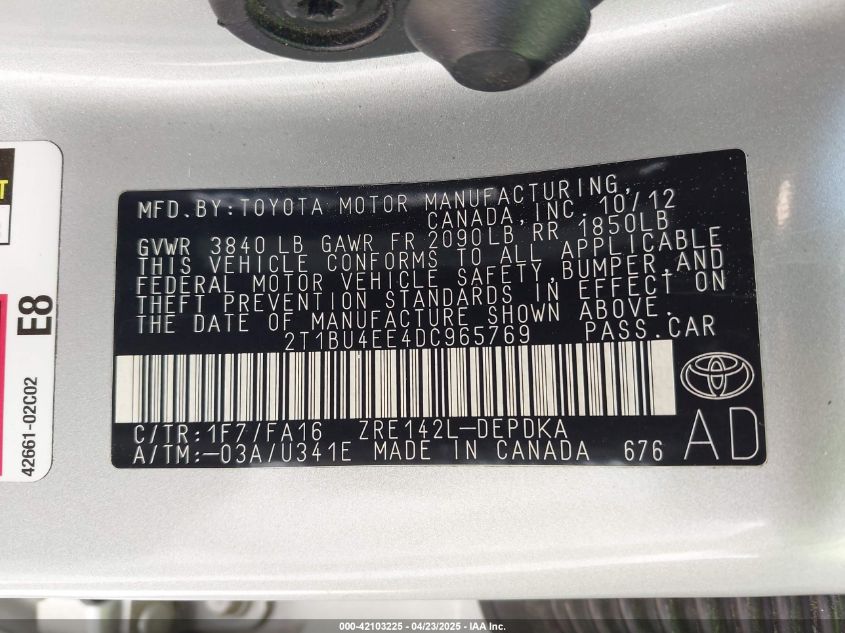 MFD.BY:TOYOTA MOTOR MANUFACTURING,
CANADA,INC. 10/12
GVWR 3840LB GAWR FR 2090LB RR 1850LB
THIS VEHICLE CONFORMS TO ALL APPLICABLE
FEDERAL MOTOR VEHICLE SAFETY,BUMPER,AND
THEFT PREVENTION STANDARDS IN EFFECT ON
THE DATE OF MANUFACTURE SHOWN ABOVE.
2T1BU4EE4DC965769 PASS.CAR
C/TR:1F7/FA16 ZRE142L-DEPDKA
A/TM:-03A/U341E MADE IN CANADA 676
AD
E8
42661-02C02
000-42103225 - 04/23/2025 - IAA Inc.